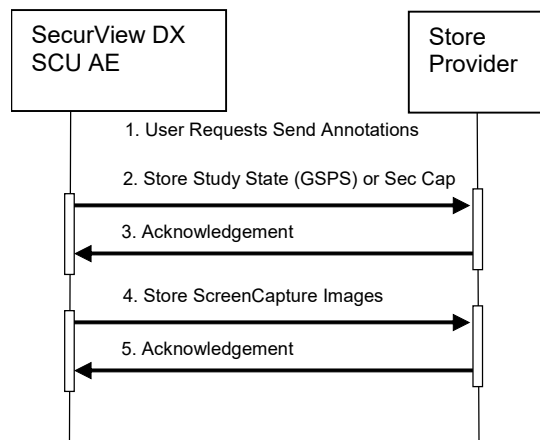 SecurView DX
SCU AE
Store
Provider
1. User Requests Send Annotations
2. Store Study State (GSPS) or Sec Cap
3. Acknowledgement
4. Store ScreenCapture Images
5. Acknowledgement